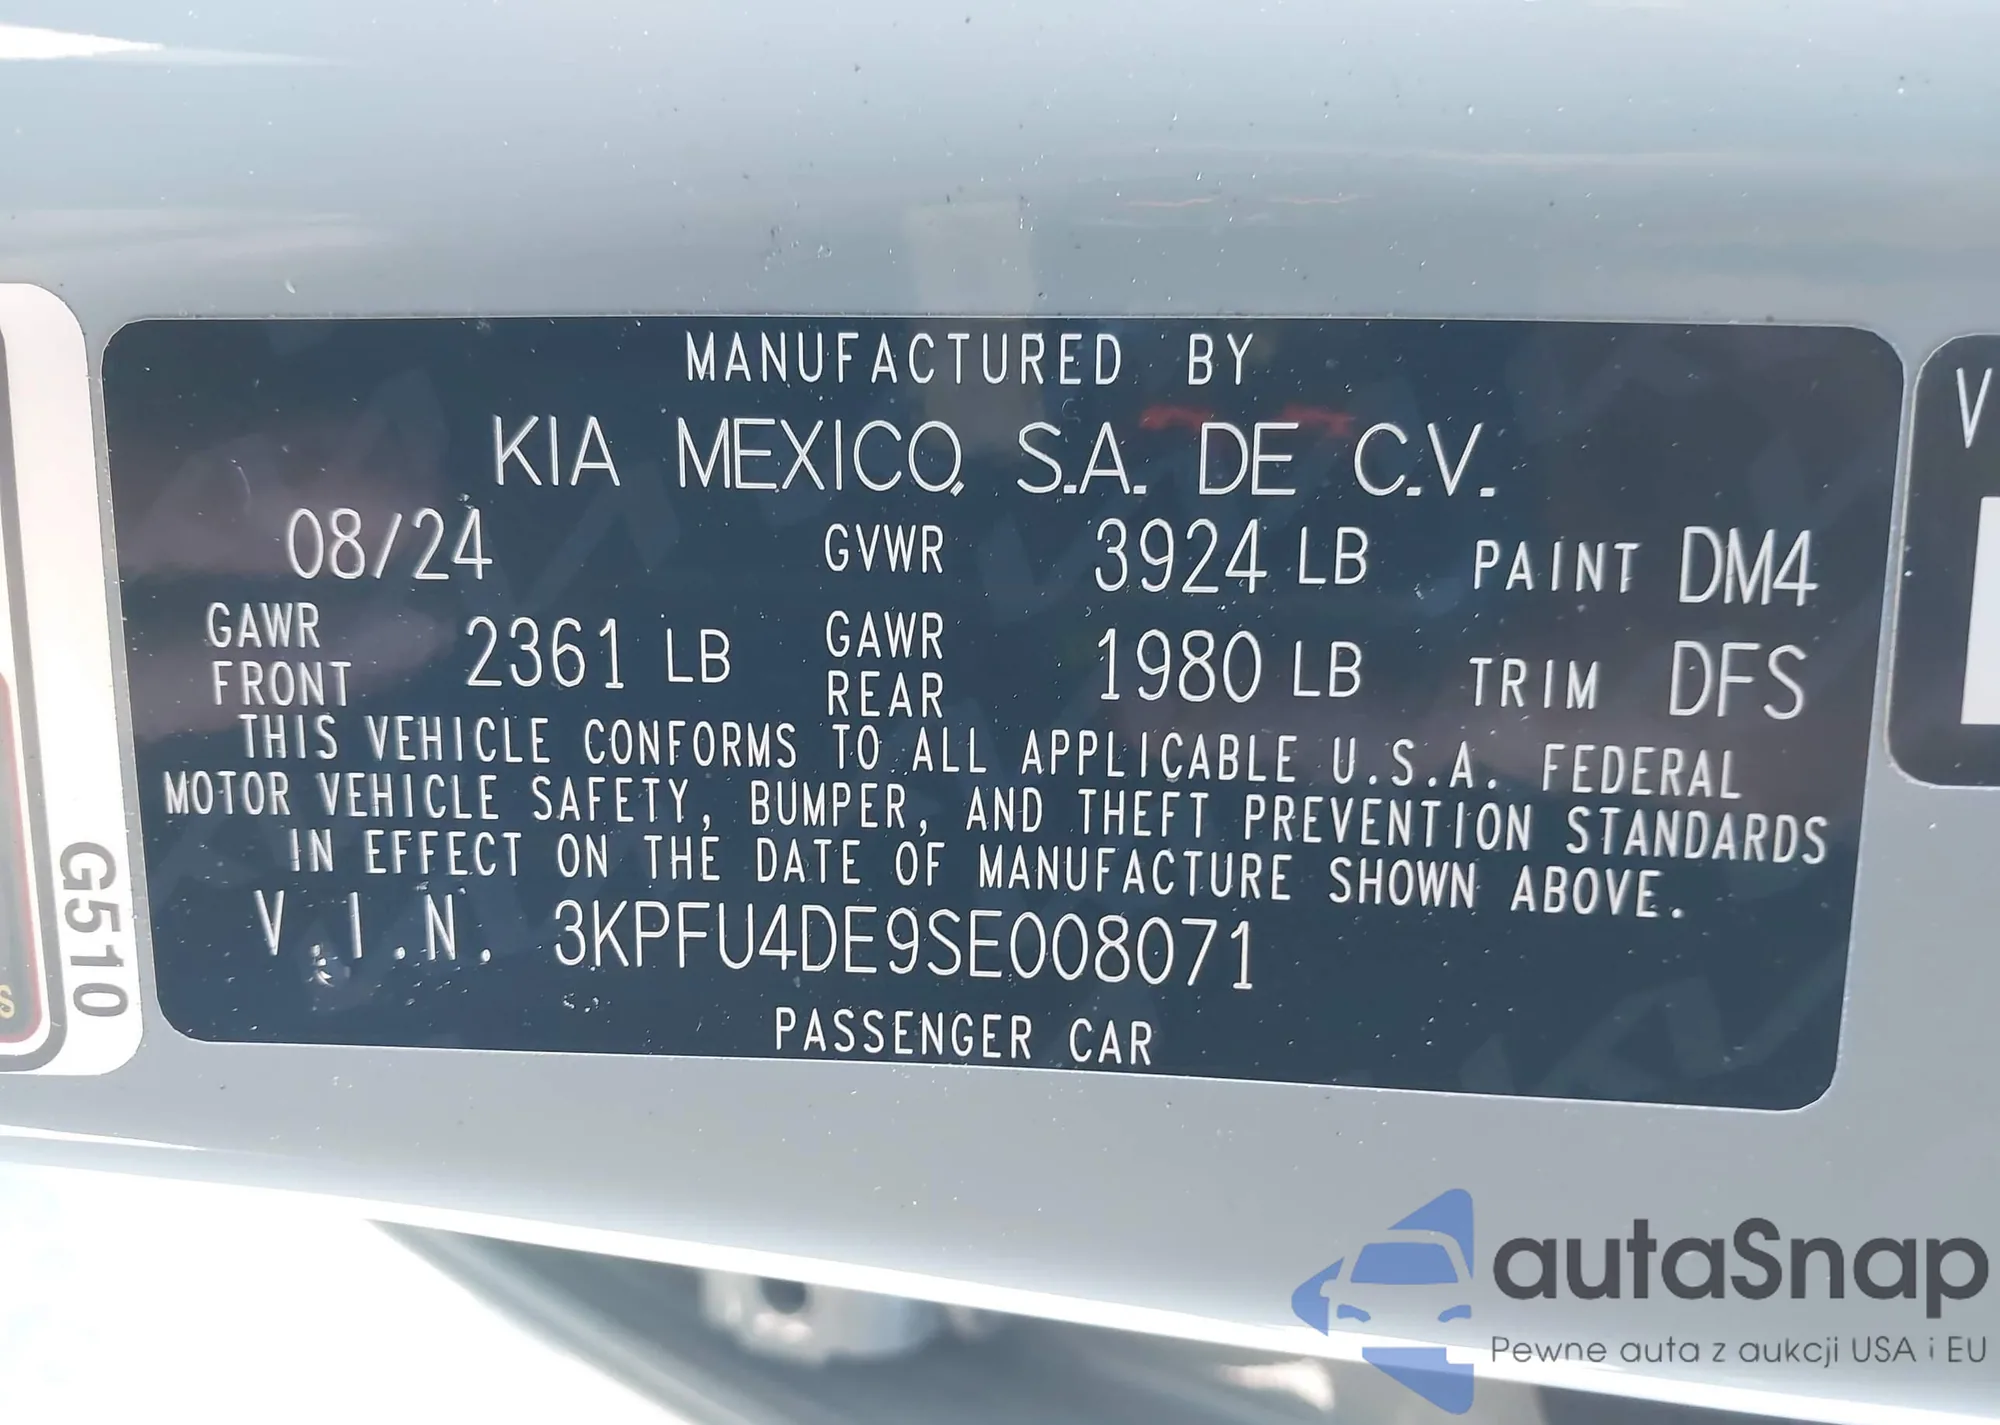 MANUFACTURED BY
KIA MEXICO, S.A. DE C.V.
08/24 GVWR 3924 LB PAINT DM4
GAWR FRONT 2361 LB GAWR REAR 1980 LB TRIM DFS
THIS VEHICLE CONFORMS TO ALL APPLICABLE U.S.A. FEDERAL
MOTOR VEHICLE SAFETY, BUMPER, AND THEFT PREVENTION STANDARDS
IN EFFECT ON THE DATE OF MANUFACTURE SHOWN ABOVE.
V.I.N. 3KPFU4DE9SE008071
PASSENGER CAR
G510
S
V
autaSnap
Pewne auta z aukcji USA i EU